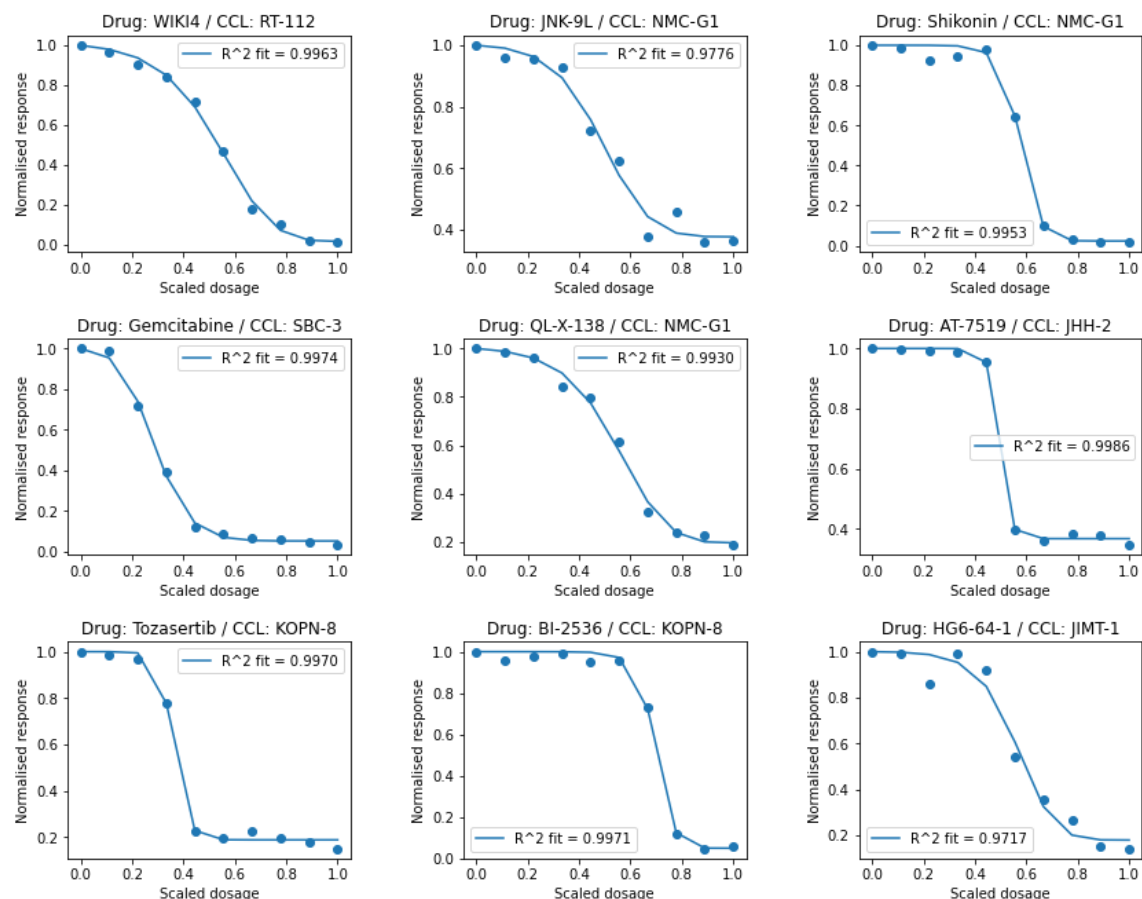 Drug: WIKI4 / CCL: RT-112
1.0
0.8
0.6
0.4
0.2
0.0
Normalised response
R^2 fit = 0.9963
0.0 0.2 0.4 0.6 0.8 1.0
Scaled dosage
Drug: JNK-9L / CCL: NMC-G1
1.0
0.8
0.6
0.4
Normalised response
R^2 fit = 0.9776
0.0 0.2 0.4 0.6 0.8 1.0
Scaled dosage
Drug: Shikonin / CCL: NMC-G1
1.0
0.8
0.6
0.4
0.2
0.0
Normalised response
R^2 fit = 0.9953
0.0 0.2 0.4 0.6 0.8 1.0
Scaled dosage
Drug: Gemcitabine / CCL: SBC-3
1.0
0.8
0.6
0.4
0.2
0.0
Normalised response
R^2 fit = 0.9974
0.0 0.2 0.4 0.6 0.8 1.0
Scaled dosage
Drug: QL-X-138 / CCL: NMC-G1
1.0
0.8
0.6
0.4
0.2
Normalised response
R^2 fit = 0.9930
0.0 0.2 0.4 0.6 0.8 1.0
Scaled dosage
Drug: AT-7519 / CCL: JHH-2
1.0
0.8
0.6
0.4
Normalised response
R^2 fit = 0.9986
0.0 0.2 0.4 0.6 0.8 1.0
Scaled dosage
Drug: Tozasertib / CCL: KOPN-8
1.0
0.8
0.6
0.4
0.2
Normalised response
R^2 fit = 0.9970
0.0 0.2 0.4 0.6 0.8 1.0
Scaled dosage
Drug: BI-2536 / CCL: KOPN-8
1.0
0.8
0.6
0.4
0.2
0.0
Normalised response
R^2 fit = 0.9971
0.0 0.2 0.4 0.6 0.8 1.0
Scaled dosage
Drug: HG6-64-1 / CCL: JIMT-1
1.0
0.8
0.6
0.4
0.2
Normalised response
R^2 fit = 0.9717
0.0 0.2 0.4 0.6 0.8 1.0
Scaled dosage